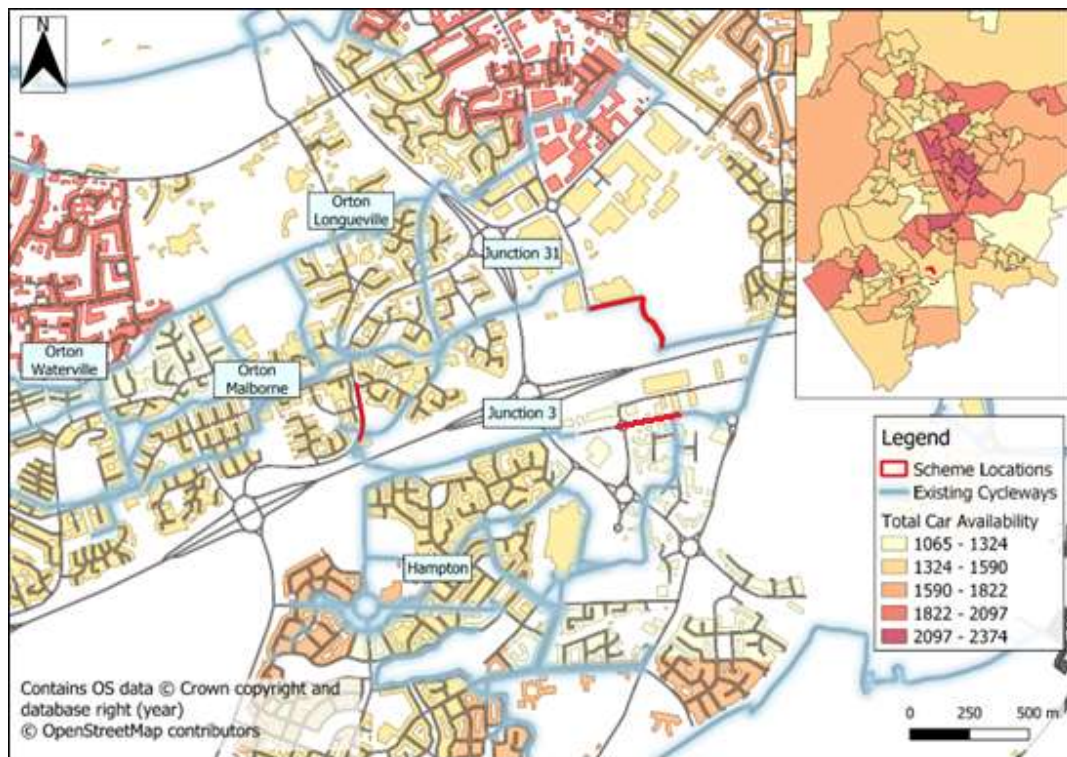 N
Orton
Longueville
Junction 31
Orton
Waterville
Orton
Malborne
Junction 3
Hampton
Legend
Scheme Locations
Existing Cycleways
Total Car Availability
1065 - 1324
1324 - 1590
1590 - 1822
1822 - 2097
2097 - 2374
Contains OS data © Crown copyright and
database right (year)
© OpenStreetMap contributors
0 250 500 m